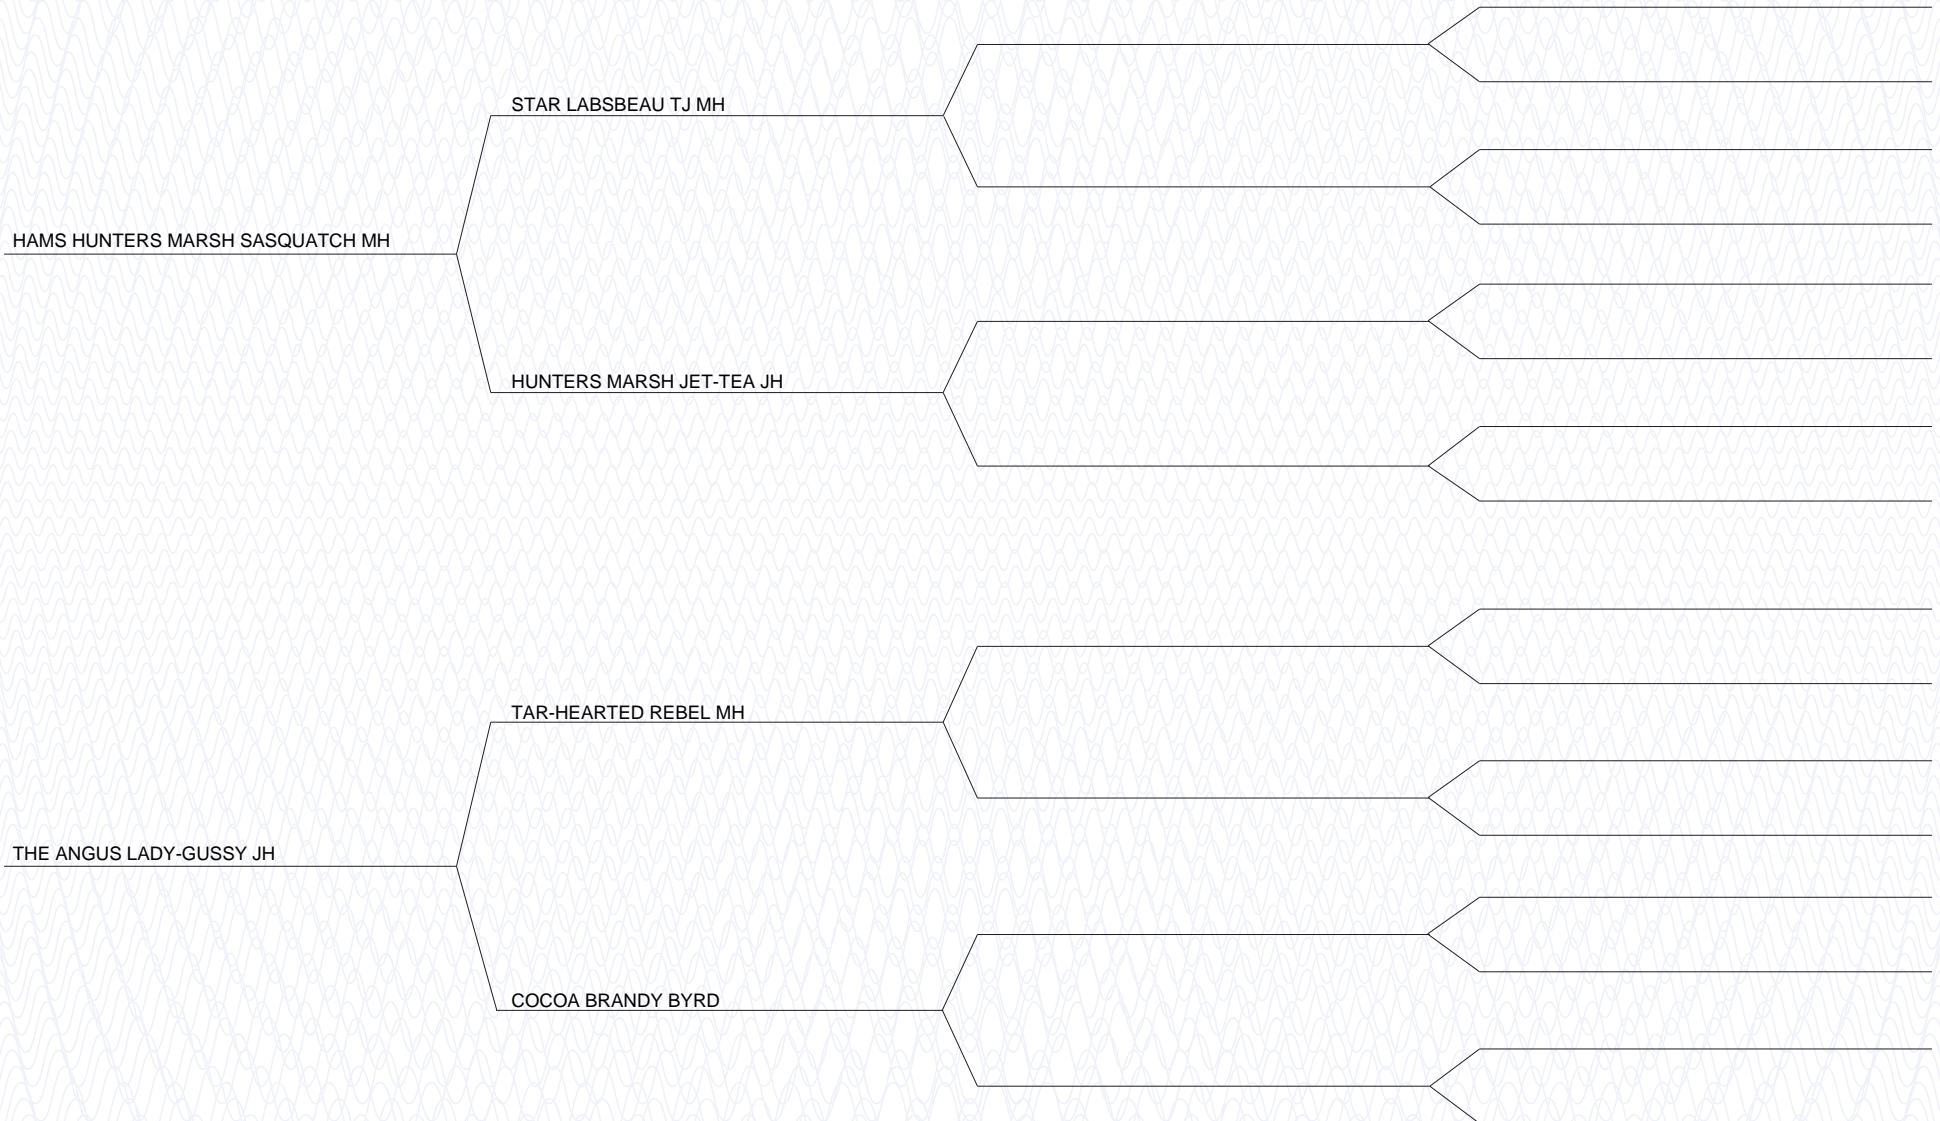 STAR LABSBEAU TJ MH
HAMS HUNTERS MARSH SASQUATCH MH
HUNTERS MARSH JET-TEA JH
TAR-HEARTED REBEL MH
THE ANGUS LADY-GUSSY JH
COCOA BRANDY BYRD